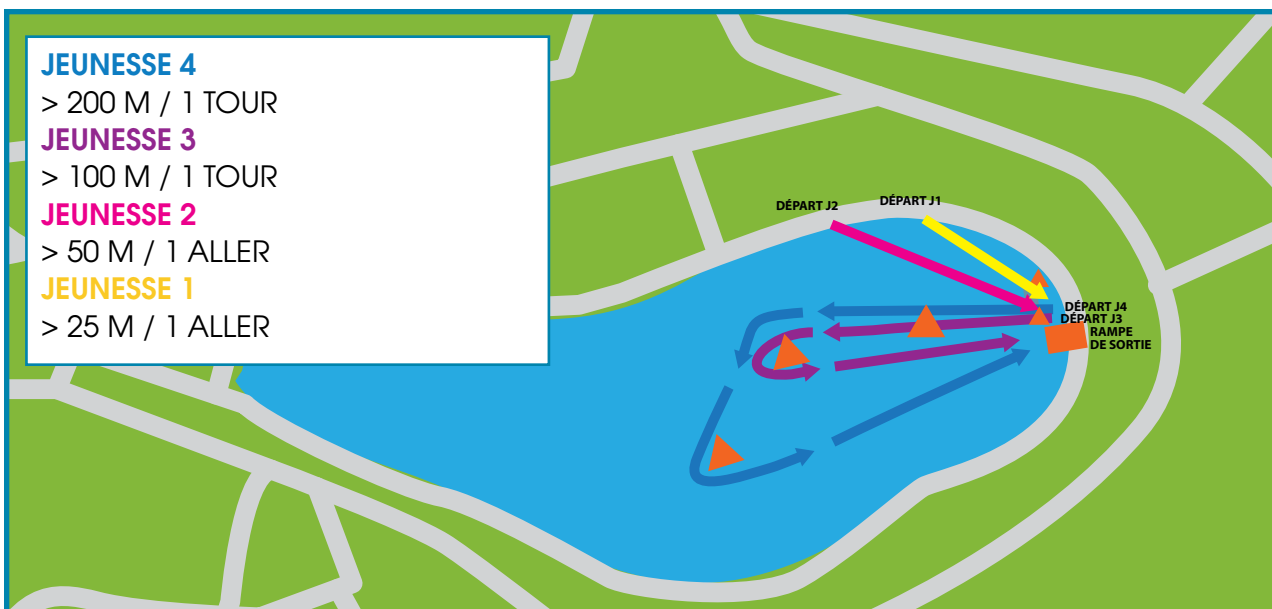 JEUNESSE 4
> 200 M / 1 TOUR
JEUNESSE 3
> 100 M / 1 TOUR
JEUNESSE 2
> 50 M / 1 ALLER
JEUNESSE 1
> 25 M / 1 ALLER
DÉPART J2
DÉPART J1
DÉPART J4
DÉPART J3
RAMPE
DE SORTIE